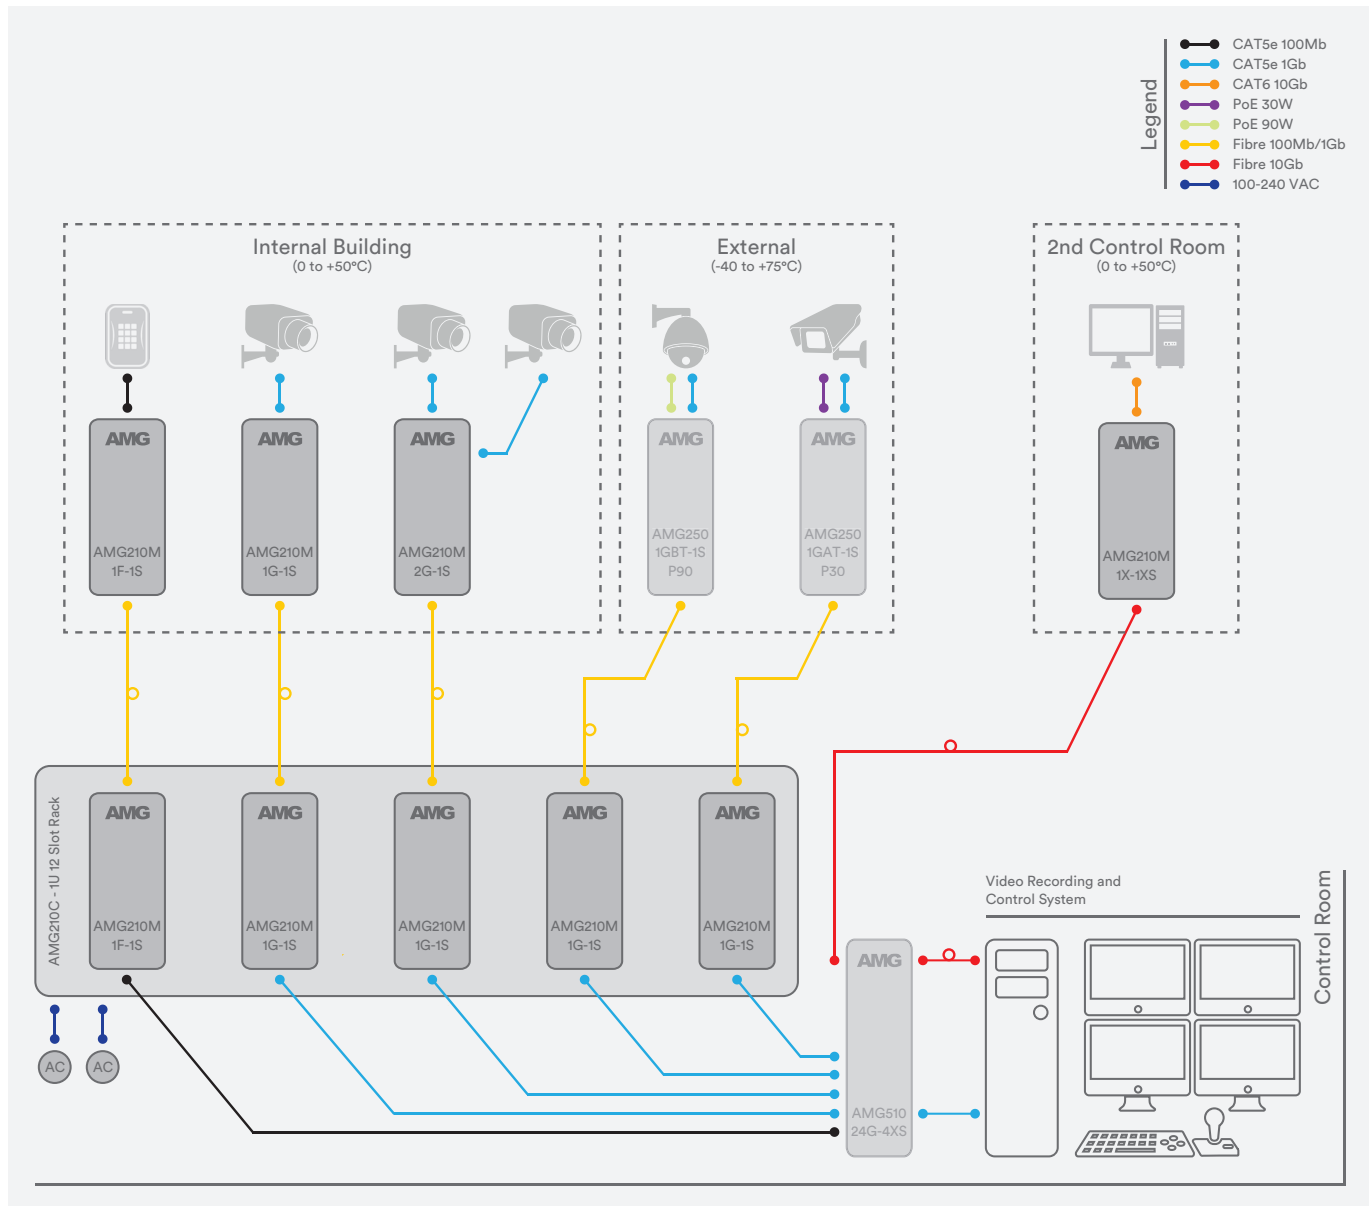 Legend
CAT5e 100Mb
CAT5e 1Gb
CAT6 10Gb
PoE 30W
PoE 90W
Fibre 100Mb/1Gb
Fibre 10Gb
100-240 VAC
Internal Building
(0 to +50°C)
External
(-40 to +75°C)
2nd Control Room
(0 to +50°C)
AMG
AMG210M
1F-1S
AMG
AMG210M
1G-1S
AMG
AMG210M
2G-1S
AMG
AMG250
1GBT-1S
P90
AMG
AMG250
1GAT-1S
P30
AMG
AMG210M
1X-1XS
AMG210C - 1U 12 Slot Rack
AMG
AMG210M
1F-1S
AMG
AMG210M
1G-1S
AMG
AMG210M
1G-1S
AMG
AMG210M
1G-1S
AMG
AMG210M
1G-1S
AC
AC
AMG
AMG510
24G-4XS
Video Recording and
Control System
Control Room